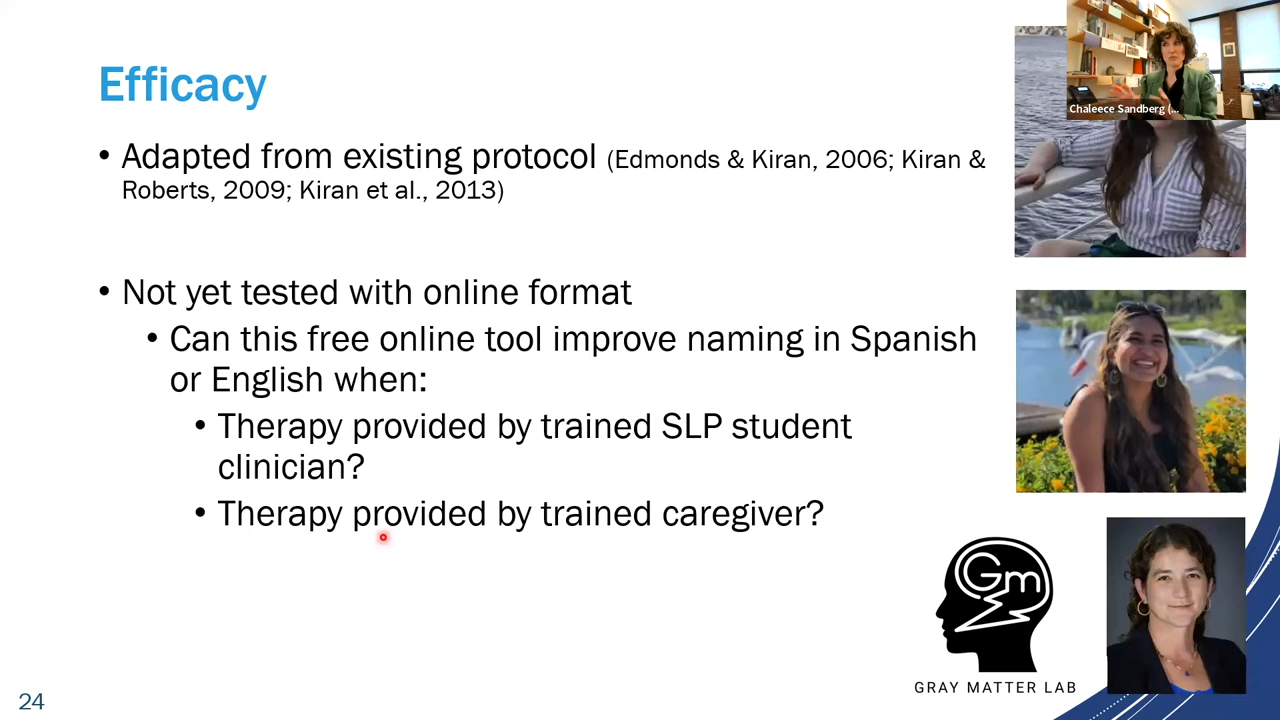 Efficacy
• Adapted from existing protocol (Edmonds & Kiran, 2006; Kiran &
Roberts, 2009; Kiran et al., 2013)
• Not yet tested with online format
• Can this free online tool improve naming in Spanish
or English when:
• Therapy provided by trained SLP student
clinician?
• Therapy provided by trained caregiver?
Chaleece Sandberg (...
Gm
GRAY MATTER LAB
24